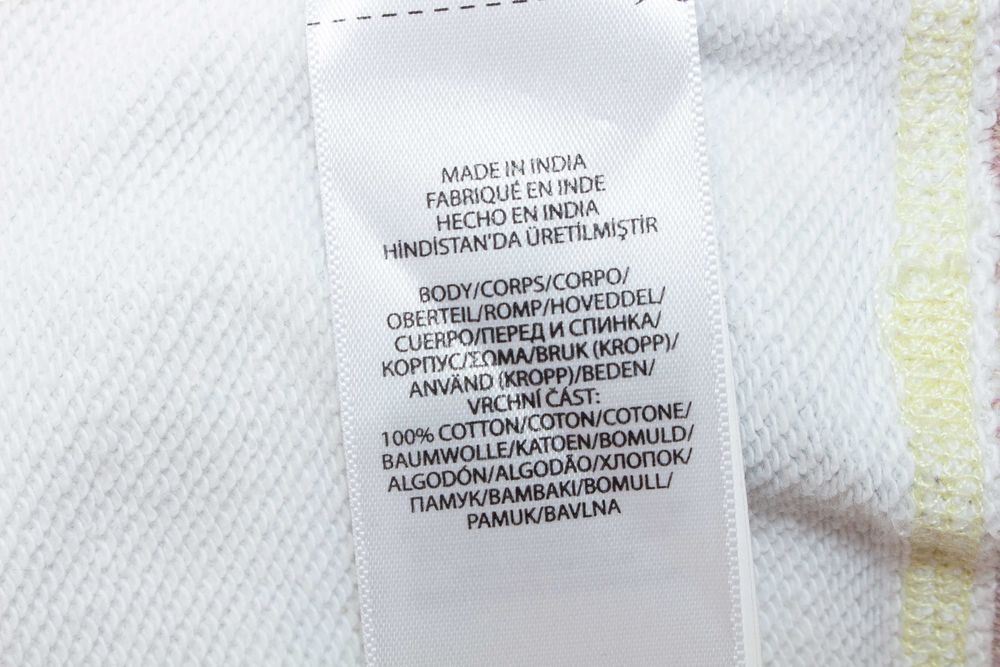 MADE IN INDIA
FABRIQUÉ EN INDE
HECHO EN INDIA
HİNDİSTAN'DA ÜRETİLMİŞTİR
BODY/CORPS/CORPO/
OBERTEIL/ROMP/HOVEDDEL/
CUERPO/ПЕРЕД И СПИНКА/
КОРПУС/ΣΩΜΑ/BRUK (KROPP)/
ANVÄND (KROPP)/BEDEN/
VRCHNÍ ČÁST:
100% COTTON/COTON/COTONE/
BAUMWOLLE/KATOEN/BOMULD/
ALGODÓN/ALGODÃO/ХЛОПОК/
ПАМУК/ΒΑΜΒΑΚΙ/BOMULL/
PAMUK/BAVLNA